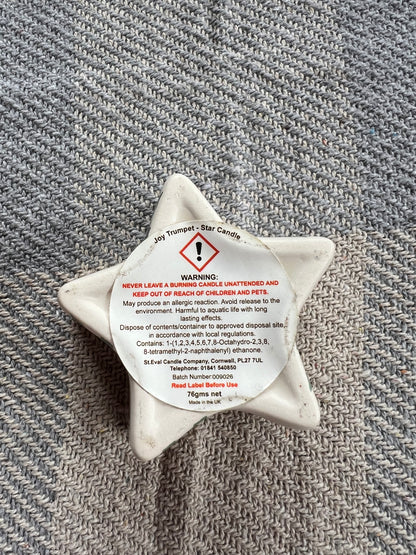 Joy Trumpet - Star Candle
!
WARNING:
NEVER LEAVE A BURNING CANDLE UNATTENDED AND
KEEP OUT OF REACH OF CHILDREN AND PETS.
May produce an allergic reaction. Avoid release to the
environment. Harmful to aquatic life with long
lasting effects.
Dispose of contents/container to approved disposal site,
in accordance with local regulations.
Contains: 1-(1,2,3,4,5,6,7,8-Octahydro-2,3,8,
8-tetramethyl-2-naphthalenyl) ethanone.
St.Eval Candle Company, Cornwall, PL27 7UL
Telephone: 01841 540850
Batch Number:009026
Read Label Before Use
76gms net
Made in the UK